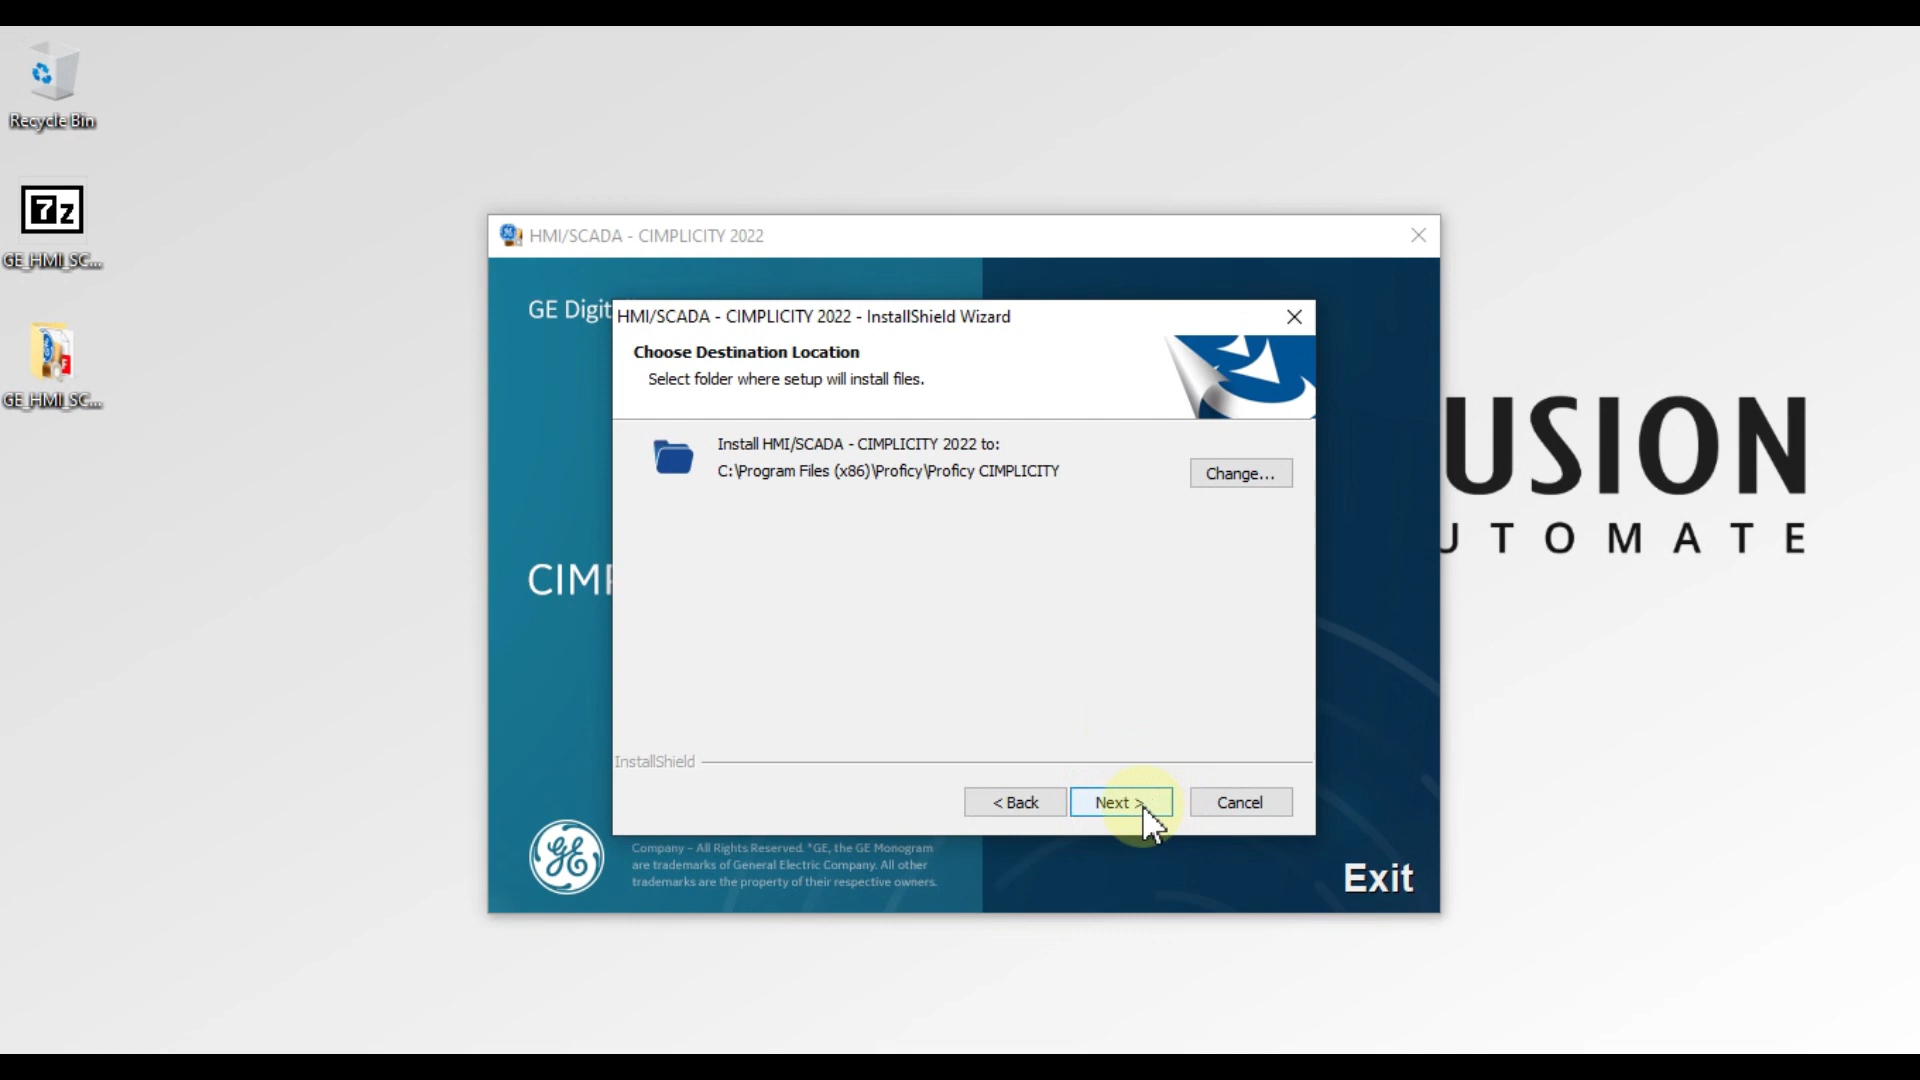 Recycle Bin
7z
GE_HMI_SC...
GE_HMI_SC...
HMI/SCADA - CIMPLICITY 2022
GE Digit
HMI/SCADA - CIMPLICITY 2022 - InstallShield Wizard
Choose Destination Location
Select folder where setup will install files.
Install HMI/SCADA - CIMPLICITY 2022 to:
C:\Program Files (x86)\Proficy\Proficy CIMPLICITY
Change...
CIMP
InstallShield
< Back
Next >
Cancel
Company – All Rights Reserved. *GE, the GE Monogram
are trademarks of General Electric Company. All other
trademarks are the property of their respective owners.
Exit
USION
UTOMATE